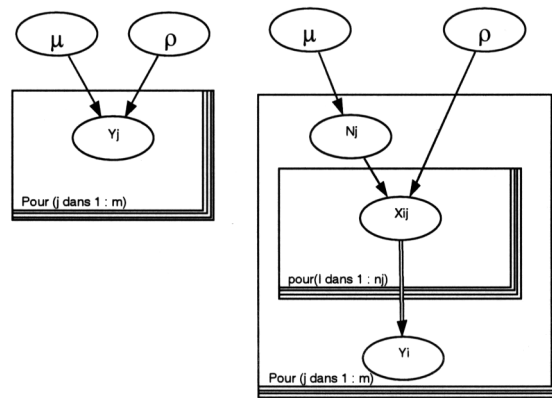 μ
ρ
Yj
Pour (j dans 1 : m)
μ
ρ
Nj
Xij
pour(I dans 1 : nj)
Yi
Pour (j dans 1 : m)